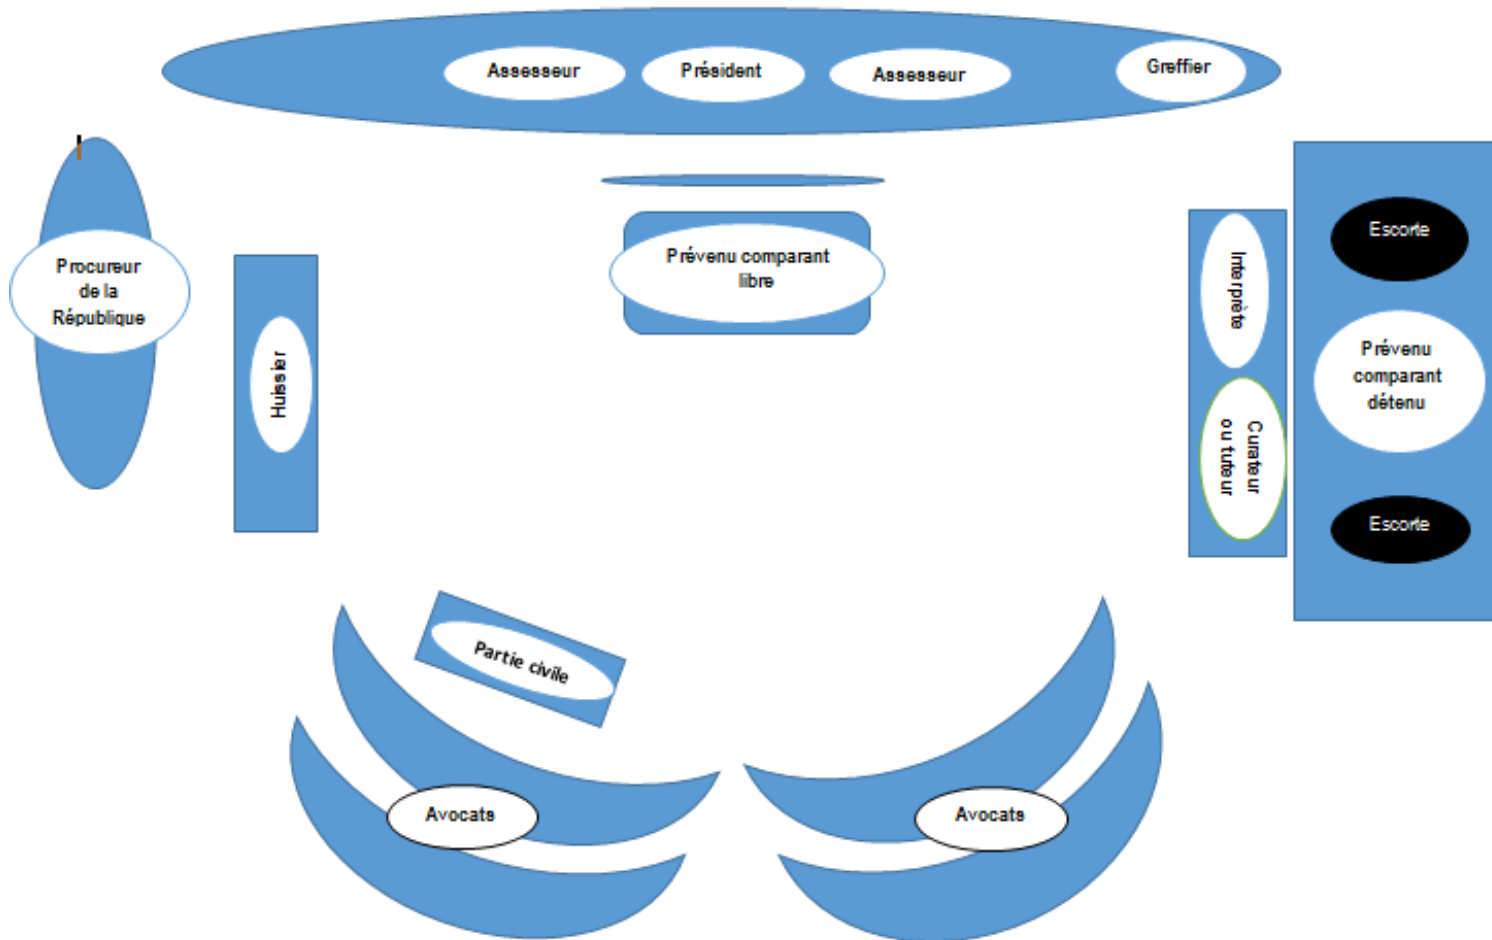 Assesseur
Président
Assesseur
Greffier
Procureur
de la
République
Huissier
Prévenu comparant
libre
Interprète
Curateur
ou tuteur
Escorte
Prévenu
comparant
détenu
Escorte
Partie civile
Avocats
Avocats